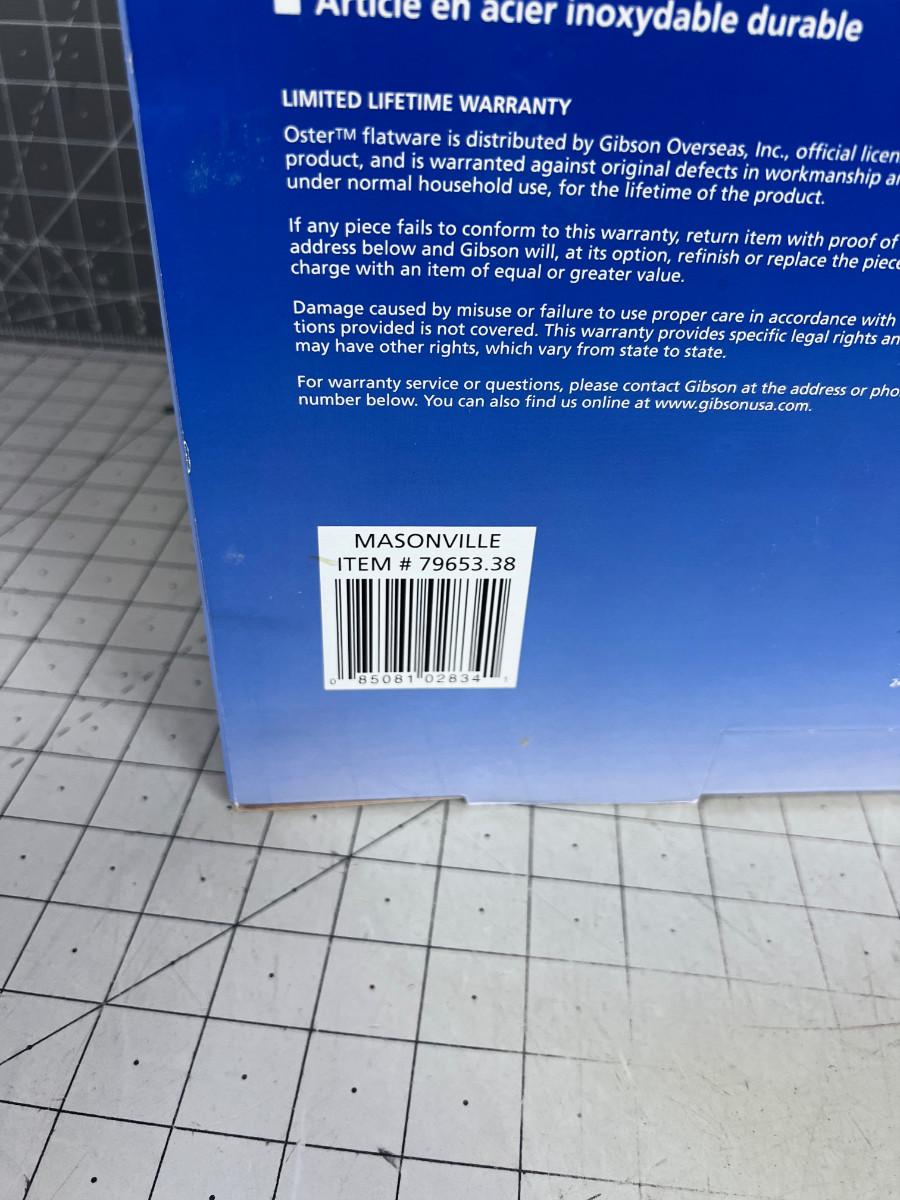 Article en acier inoxydable durable
LIMITED LIFETIME WARRANTY
Oster™ flatware is distributed by Gibson Overseas, Inc., official
product, and is warranted against original defects in workmanship
under normal household use, for the lifetime of the product.
If any piece fails to conform to this warranty, return item with proof of
address below and Gibson will, at its option, refinish or replace the piece
charge with an item of equal or greater value.
Damage caused by misuse or failure to use proper care in accordance with
tions provided is not covered. This warranty provides specific legal rights
may have other rights, which vary from state to state.
For warranty service or questions, please contact Gibson at the address or
number below. You can also find us online at www.gibsonusa.com.
MASONVILLE
ITEM # 79653.38
0 85081 02834 1